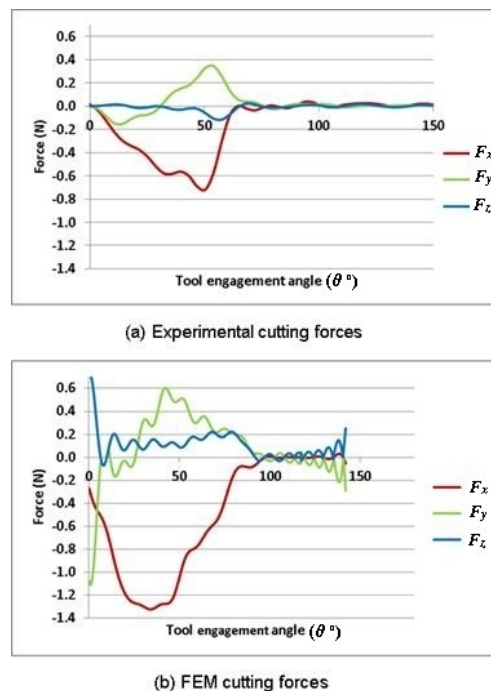 0.6
0.4
0.2
0.0
-0.2
-0.4
-0.6
-0.8
-1.0
-1.2
-1.4
0
50
100
150
Force (N)
Fx
Fy
Fz
Tool engagement angle (θ°)
(a) Experimental cutting forces
0.6
0.4
0.2
0.0
-0.2
-0.4
-0.6
-0.8
-1.0
-1.2
-1.4
0
50
100
150
Force (N)
Fx
Fy
Fz
Tool engagement angle (θ°)
(b) FEM cutting forces